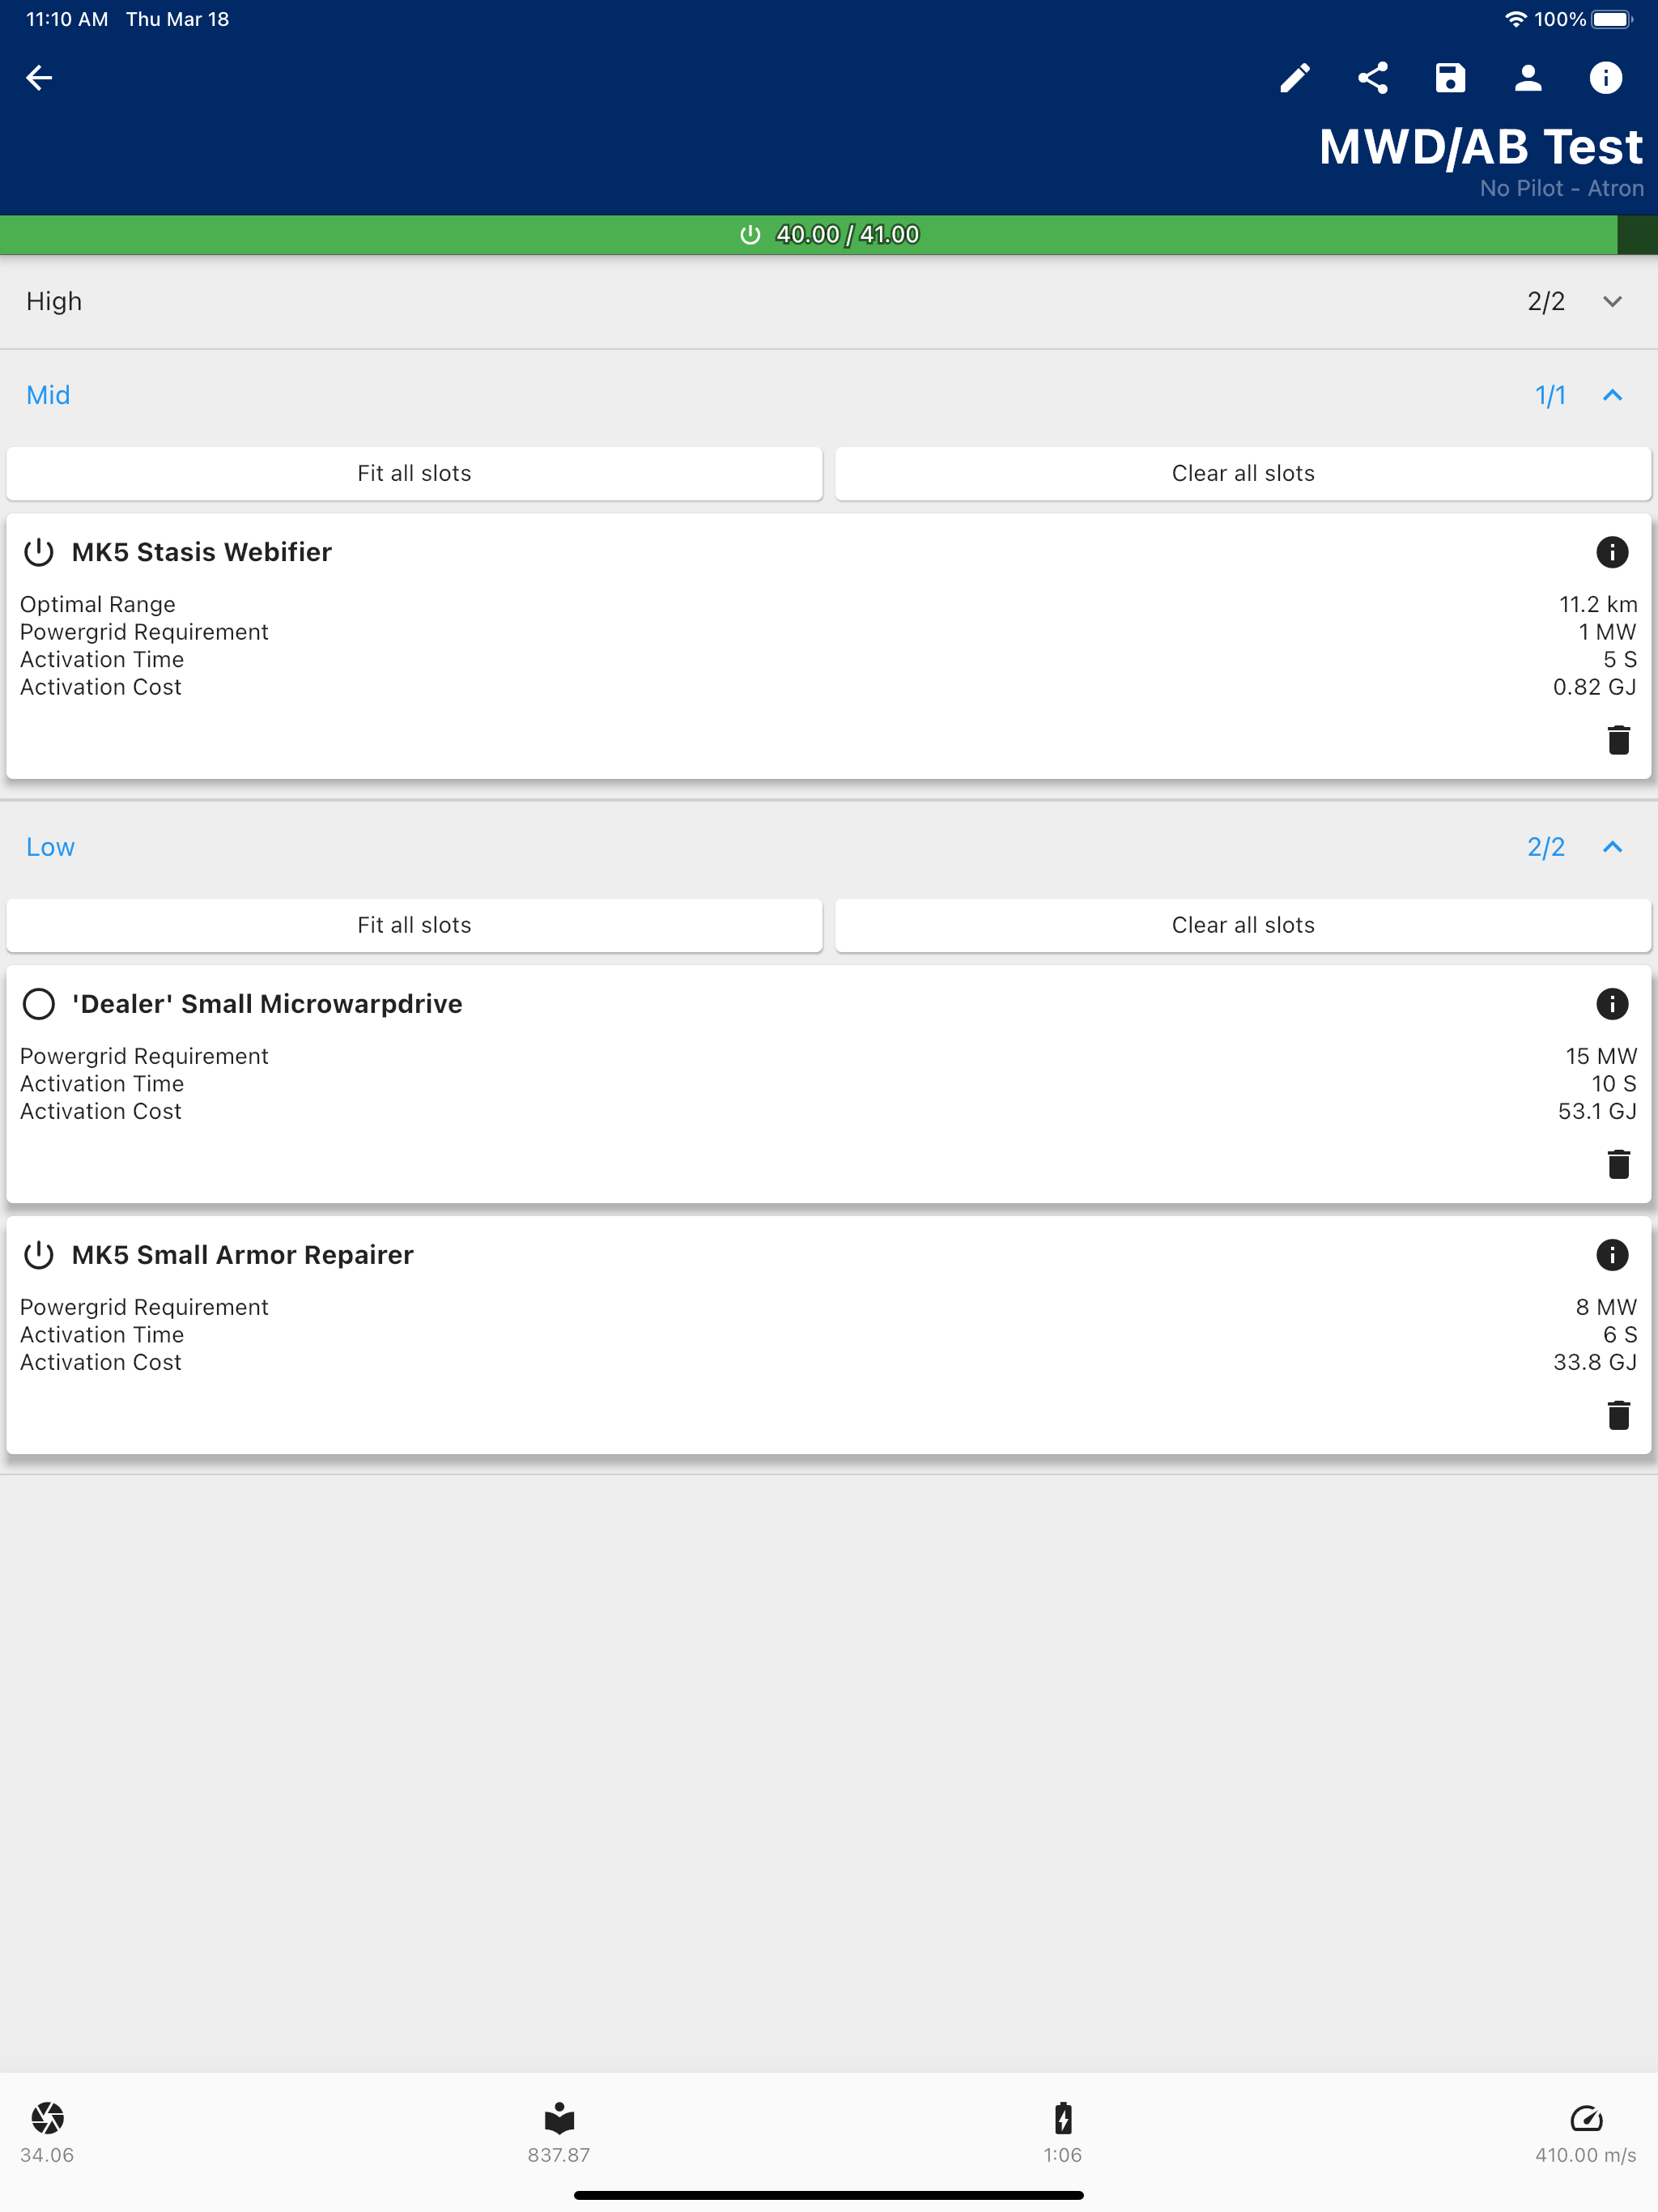 11:10 AM Thu Mar 18 100%
MWD/AB Test
No Pilot - Atron
40.00 / 41.00
High 2/2
Mid 1/1
Fit all slots Clear all slots
MK5 Stasis Webifier
Optimal Range 11.2 km
Powergrid Requirement 1 MW
Activation Time 5 S
Activation Cost 0.82 GJ
Low 2/2
Fit all slots Clear all slots
'Dealer' Small Microwarpdrive
Powergrid Requirement 15 MW
Activation Time 10 S
Activation Cost 53.1 GJ
MK5 Small Armor Repairer
Powergrid Requirement 8 MW
Activation Time 6 S
Activation Cost 33.8 GJ
34.06 837.87 1:06 410.00 m/s